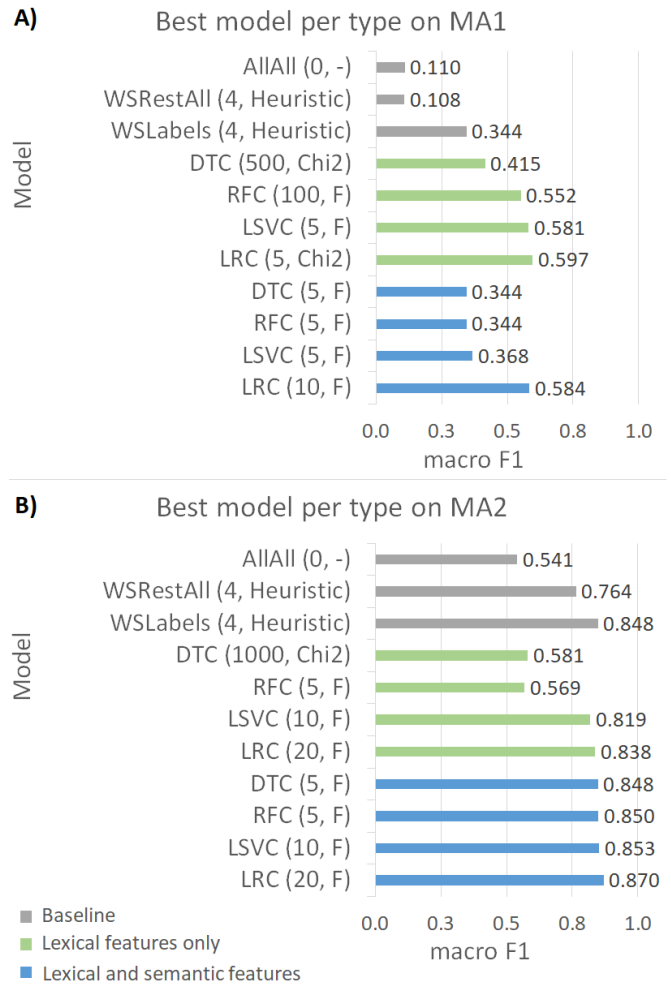 A)
Best model per type on MA1
Model
AllAll (0, -) 0.110
WSRestAll (4, Heuristic) 0.108
WSLabels (4, Heuristic) 0.344
DTC (500, Chi2) 0.415
RFC (100, F) 0.552
LSVC (5, F) 0.581
LRC (5, Chi2) 0.597
DTC (5, F) 0.344
RFC (5, F) 0.344
LSVC (5, F) 0.368
LRC (10, F) 0.584
0.0 0.3 0.5 0.8 1.0
macro F1
B)
Best model per type on MA2
Model
AllAll (0, -) 0.541
WSRestAll (4, Heuristic) 0.764
WSLabels (4, Heuristic) 0.848
DTC (1000, Chi2) 0.581
RFC (5, F) 0.569
LSVC (10, F) 0.819
LRC (20, F) 0.838
DTC (5, F) 0.848
RFC (5, F) 0.850
LSVC (10, F) 0.853
LRC (20, F) 0.870
0.0 0.3 0.5 0.8 1.0
macro F1
Baseline
Lexical features only
Lexical and semantic features